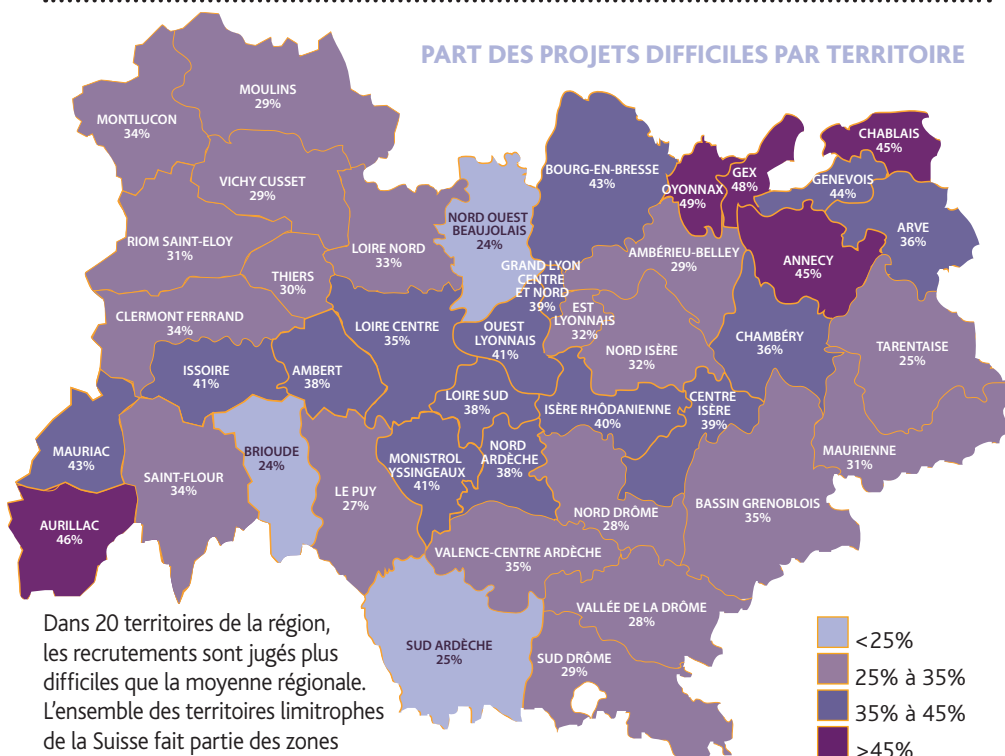 PART DES PROJETS DIFFICILES PAR TERRITOIRE
MOULINS
29%
MONTLUCON
34%
VICHY CUSSET
29%
RIOM SAINT-ELOY
31%
THIERS
30%
CLERMONT FERRAND
34%
LOIRE NORD
33%
NORD OUEST
BEAUJOLAIS
24%
BOURG-EN-BRESSE
43%
OYONNAX
49%
GEX
48%
CHABLAIS
45%
GENEVOIS
44%
ARVE
36%
ANNECY
45%
AMBÉRIEU-BELLEY
29%
GRAND LYON
CENTRE
ET NORD
39%
EST
LYONNAIS
32%
OUEST
LYONNAIS
41%
LOIRE CENTRE
35%
NORD ISÈRE
32%
CHAMBÉRY
36%
TARENTAISE
25%
ISSOIRE
41%
AMBERT
38%
LOIRE SUD
38%
ISÈRE RHÔDANIENNE
40%
CENTRE
ISÈRE
39%
MAURIAC
43%
SAINT-FLOUR
34%
BRIOUDE
24%
LE PUY
27%
MONISTROL
YSSINGEAUX
41%
NORD
ARDÈCHE
38%
MAURIENNE
31%
BASSIN GRENOBLOIS
35%
NORD DRÔME
28%
AURILLAC
46%
VALENCE-CENTRE ARDÈCHE
35%
VALLÉE DE LA DRÔME
28%
SUD ARDÈCHE
25%
SUD DRÔME
29%
Dans 20 territoires de la région,
les recrutements sont jugés plus
difficiles que la moyenne régionale.
L'ensemble des territoires limitrophes
de la Suisse fait partie des zones
<25%
25% à 35%
35% à 45%
>45%